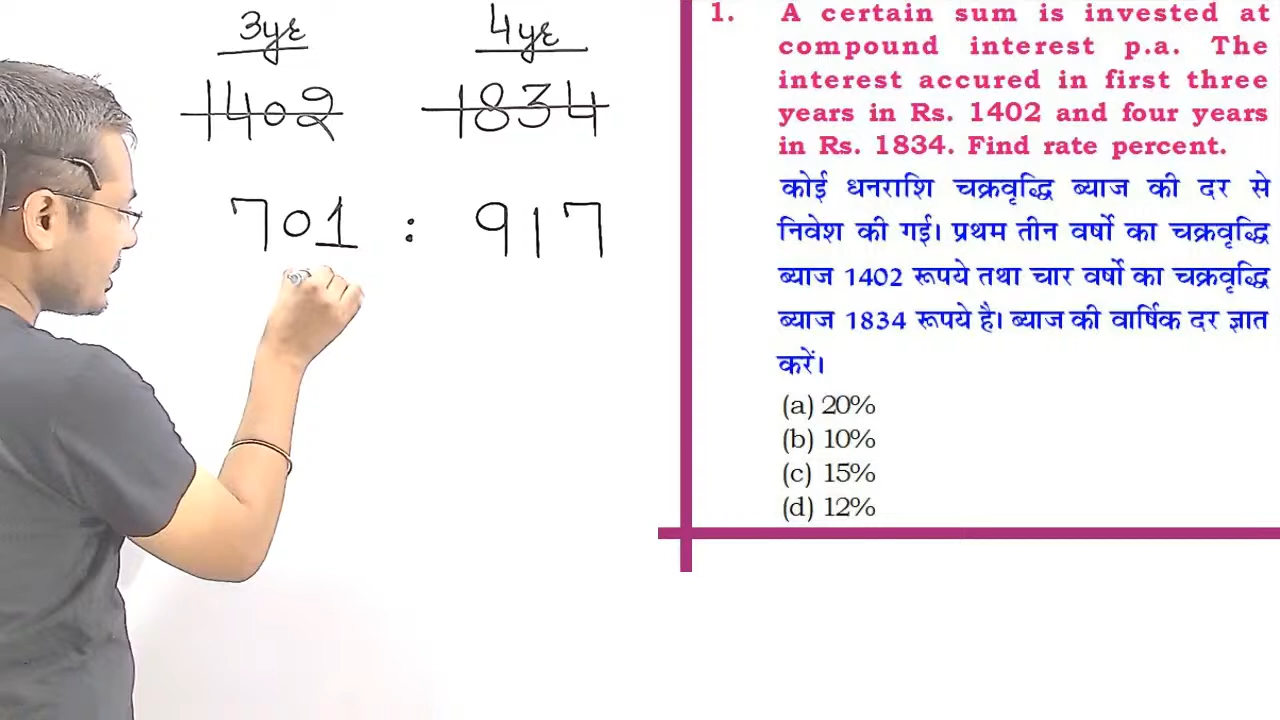 3yr 4yr
1402 1834
701 : 917
1. A certain sum is invested at
compound interest p.a. The
interest accured in first three
years in Rs. 1402 and four years
in Rs. 1834. Find rate percent.
कोई धनराशि चक्रवृद्धि ब्याज की दर से
निवेश की गई। प्रथम तीन वर्षो का चक्रवृद्धि
ब्याज 1402 रूपये तथा चार वर्षो का चक्रवृद्धि
ब्याज 1834 रूपये है। ब्याज की वार्षिक दर ज्ञात
करें।
(a) 20%
(b) 10%
(c) 15%
(d) 12%